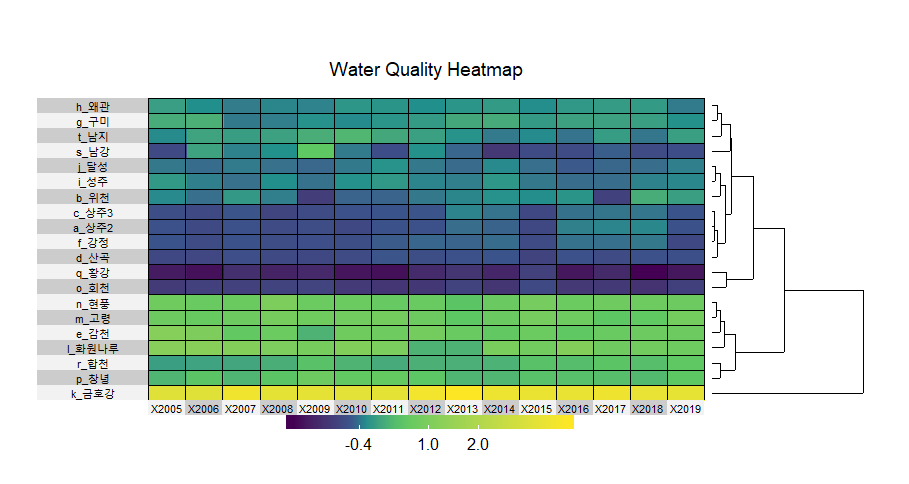 Water Quality Heatmap
h_왜관
g_구미
t_남지
s_남강
j_달성
i_성주
b_위천
c_상주3
a_상주2
f_강정
d_산곡
q_황강
o_회천
n_현풍
m_고령
e_감천
l_화원나루
r_합천
p_창녕
k_금호강
X2005 X2006 X2007 X2008 X2009 X2010 X2011 X2012 X2013 X2014 X2015 X2016 X2017 X2018 X2019
-0.4 1.0 2.0